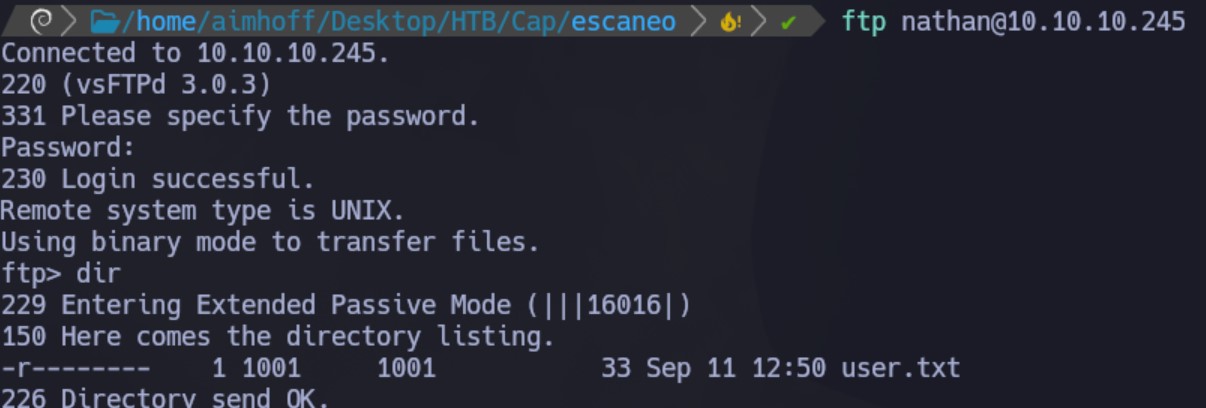 /home/aimhoff/Desktop/HTB/Cap/escaneo ✔ ftp nathan@10.10.10.245
Connected to 10.10.10.245.
220 (vsFTPd 3.0.3)
331 Please specify the password.
Password:
230 Login successful.
Remote system type is UNIX.
Using binary mode to transfer files.
ftp> dir
229 Entering Extended Passive Mode (|||16016|)
150 Here comes the directory listing.
-r--------    1 1001     1001           33 Sep 11 12:50 user.txt
226 Directory send OK.